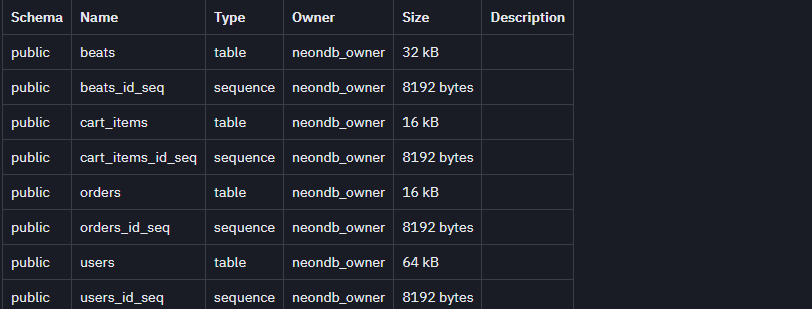 Schema Name Type Owner Size Description
public beats table neondb_owner 32 kB
public beats_id_seq sequence neondb_owner 8192 bytes
public cart_items table neondb_owner 16 kB
public cart_items_id_seq sequence neondb_owner 8192 bytes
public orders table neondb_owner 16 kB
public orders_id_seq sequence neondb_owner 8192 bytes
public users table neondb_owner 64 kB
public users_id_seq sequence neondb_owner 8192 bytes